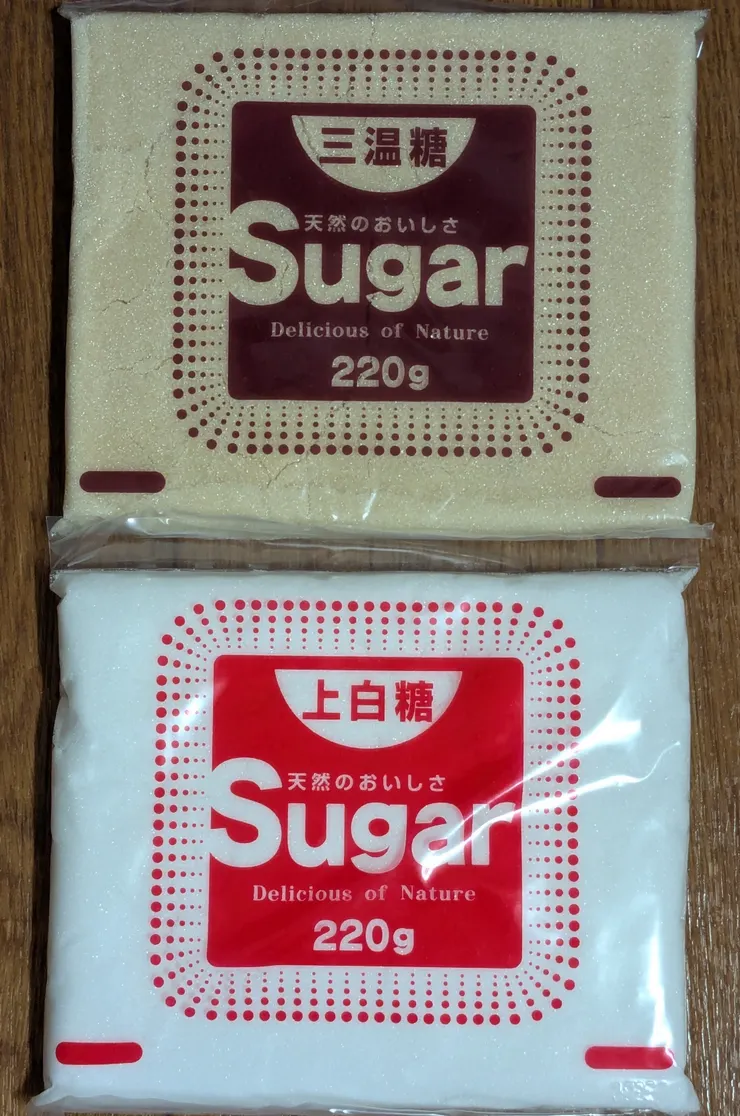 三温糖
天然のおいしさ
Sugar
Delicious of Nature
220g
上白糖
天然のおいしさ
Sugar
Delicious of Nature
220g